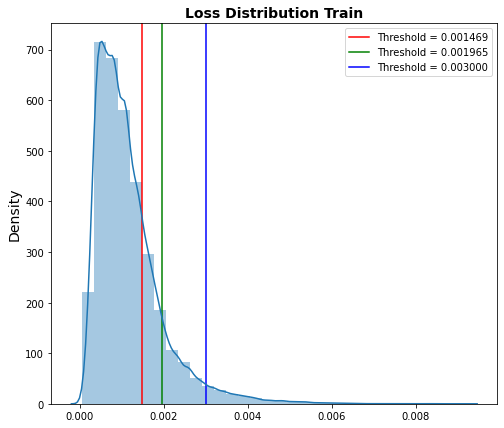 Loss Distribution Train
Threshold = 0.001469
Threshold = 0.001965
Threshold = 0.003000
Density
700
600
500
400
300
200
100
0
0.000 0.002 0.004 0.006 0.008